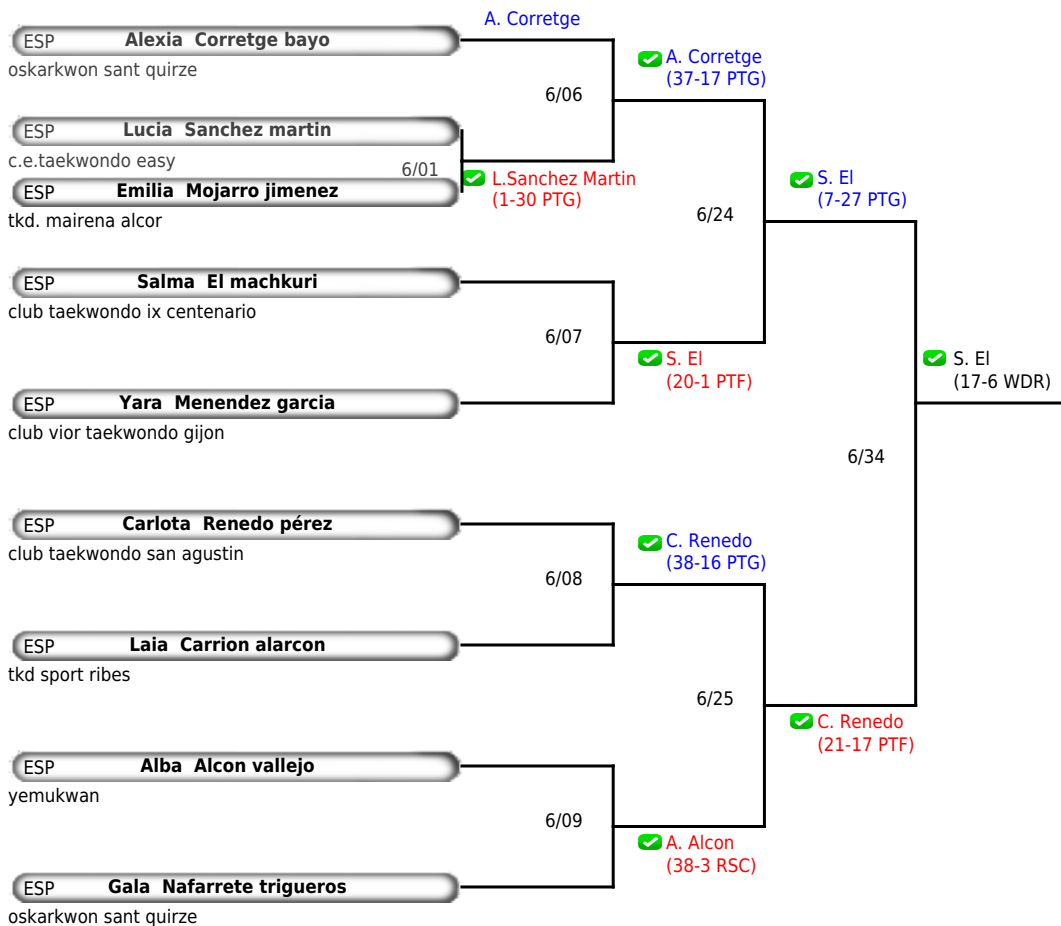 A. Corretge
ESP Alexia Corretge bayo
oskarkwon sant quirze
A. Corretge
(37-17 PTG)
6/06
ESP Lucia Sanchez martin
c.e.taekwondo easy
6/01
L.Sanchez Martin
(1-30 PTG)
ESP Emilia Mojarro jimenez
tkd. mairena alcor
S. El
(7-27 PTG)
6/24
ESP Salma El machkuri
club taekwondo ix centenario
6/07
S. El
(20-1 PTF)
S. El
(17-6 WDR)
ESP Yara Menendez garcia
club vior taekwondo gijon
6/34
ESP Carlota Renedo pérez
club taekwondo san agustin
C. Renedo
(38-16 PTG)
6/08
ESP Laia Carrion alarcon
tkd sport ribes
6/25
C. Renedo
(21-17 PTF)
ESP Alba Alcon vallejo
yemukwan
6/09
A. Alcon
(38-3 RSC)
ESP Gala Nafarrete trigueros
oskarkwon sant quirze